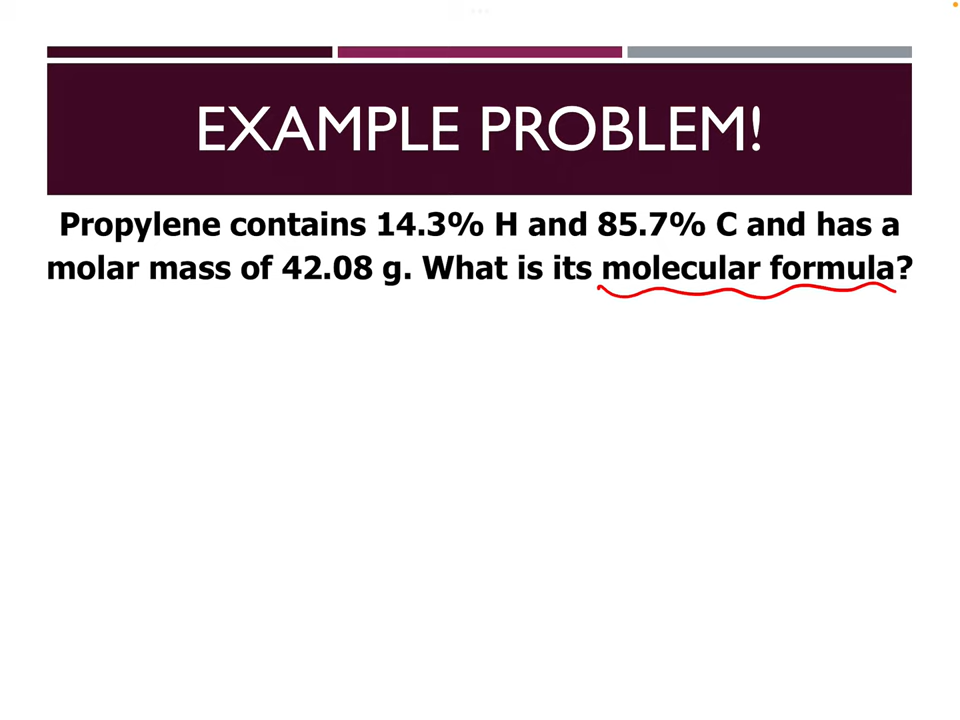 EXAMPLE PROBLEM!
Propylene contains 14.3% H and 85.7% C and has a
molar mass of 42.08 g. What is its molecular formula?